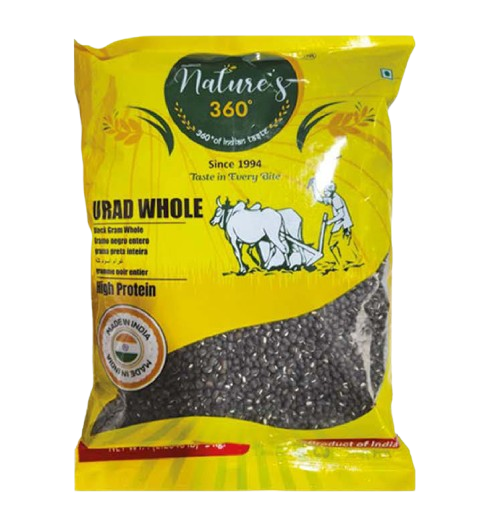 Nature's
360°
360° of Indian taste
Since 1994
Taste in Every Bite
URAD WHOLE
Black Gram Whole
Gramo negro entero
Grama preta inteira
Gramme noir entier
High Protein
MADE IN INDIA
MADE IN INDIA
Product of India